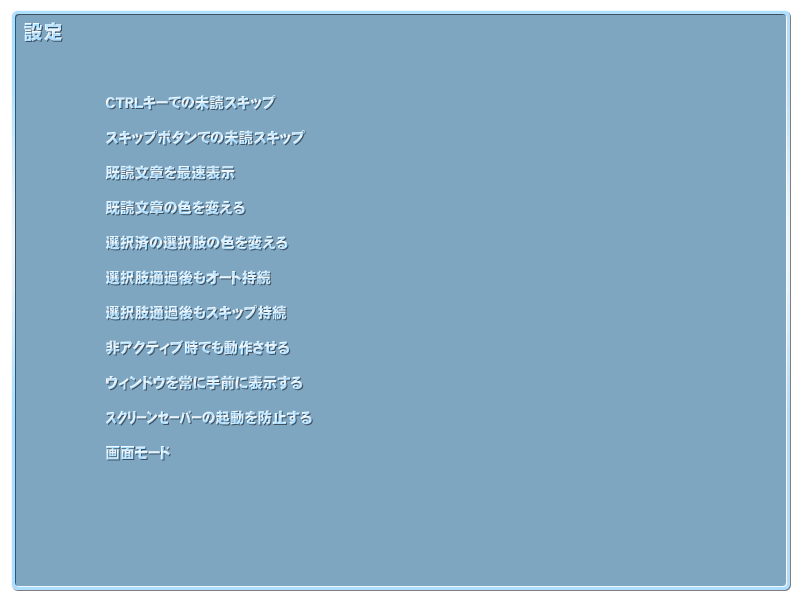 設定
CTRLキーでの未読スキップ
スキップボタンでの未読スキップ
既読文章を最速表示
既読文章の色を変える
選択済の選択肢の色を変える
選択肢通過後もオート持続
選択肢通過後もスキップ持続
非アクティブ時でも動作させる
ウィンドウを常に手前に表示する
スクリーンセーバーの起動を防止する
画面モード